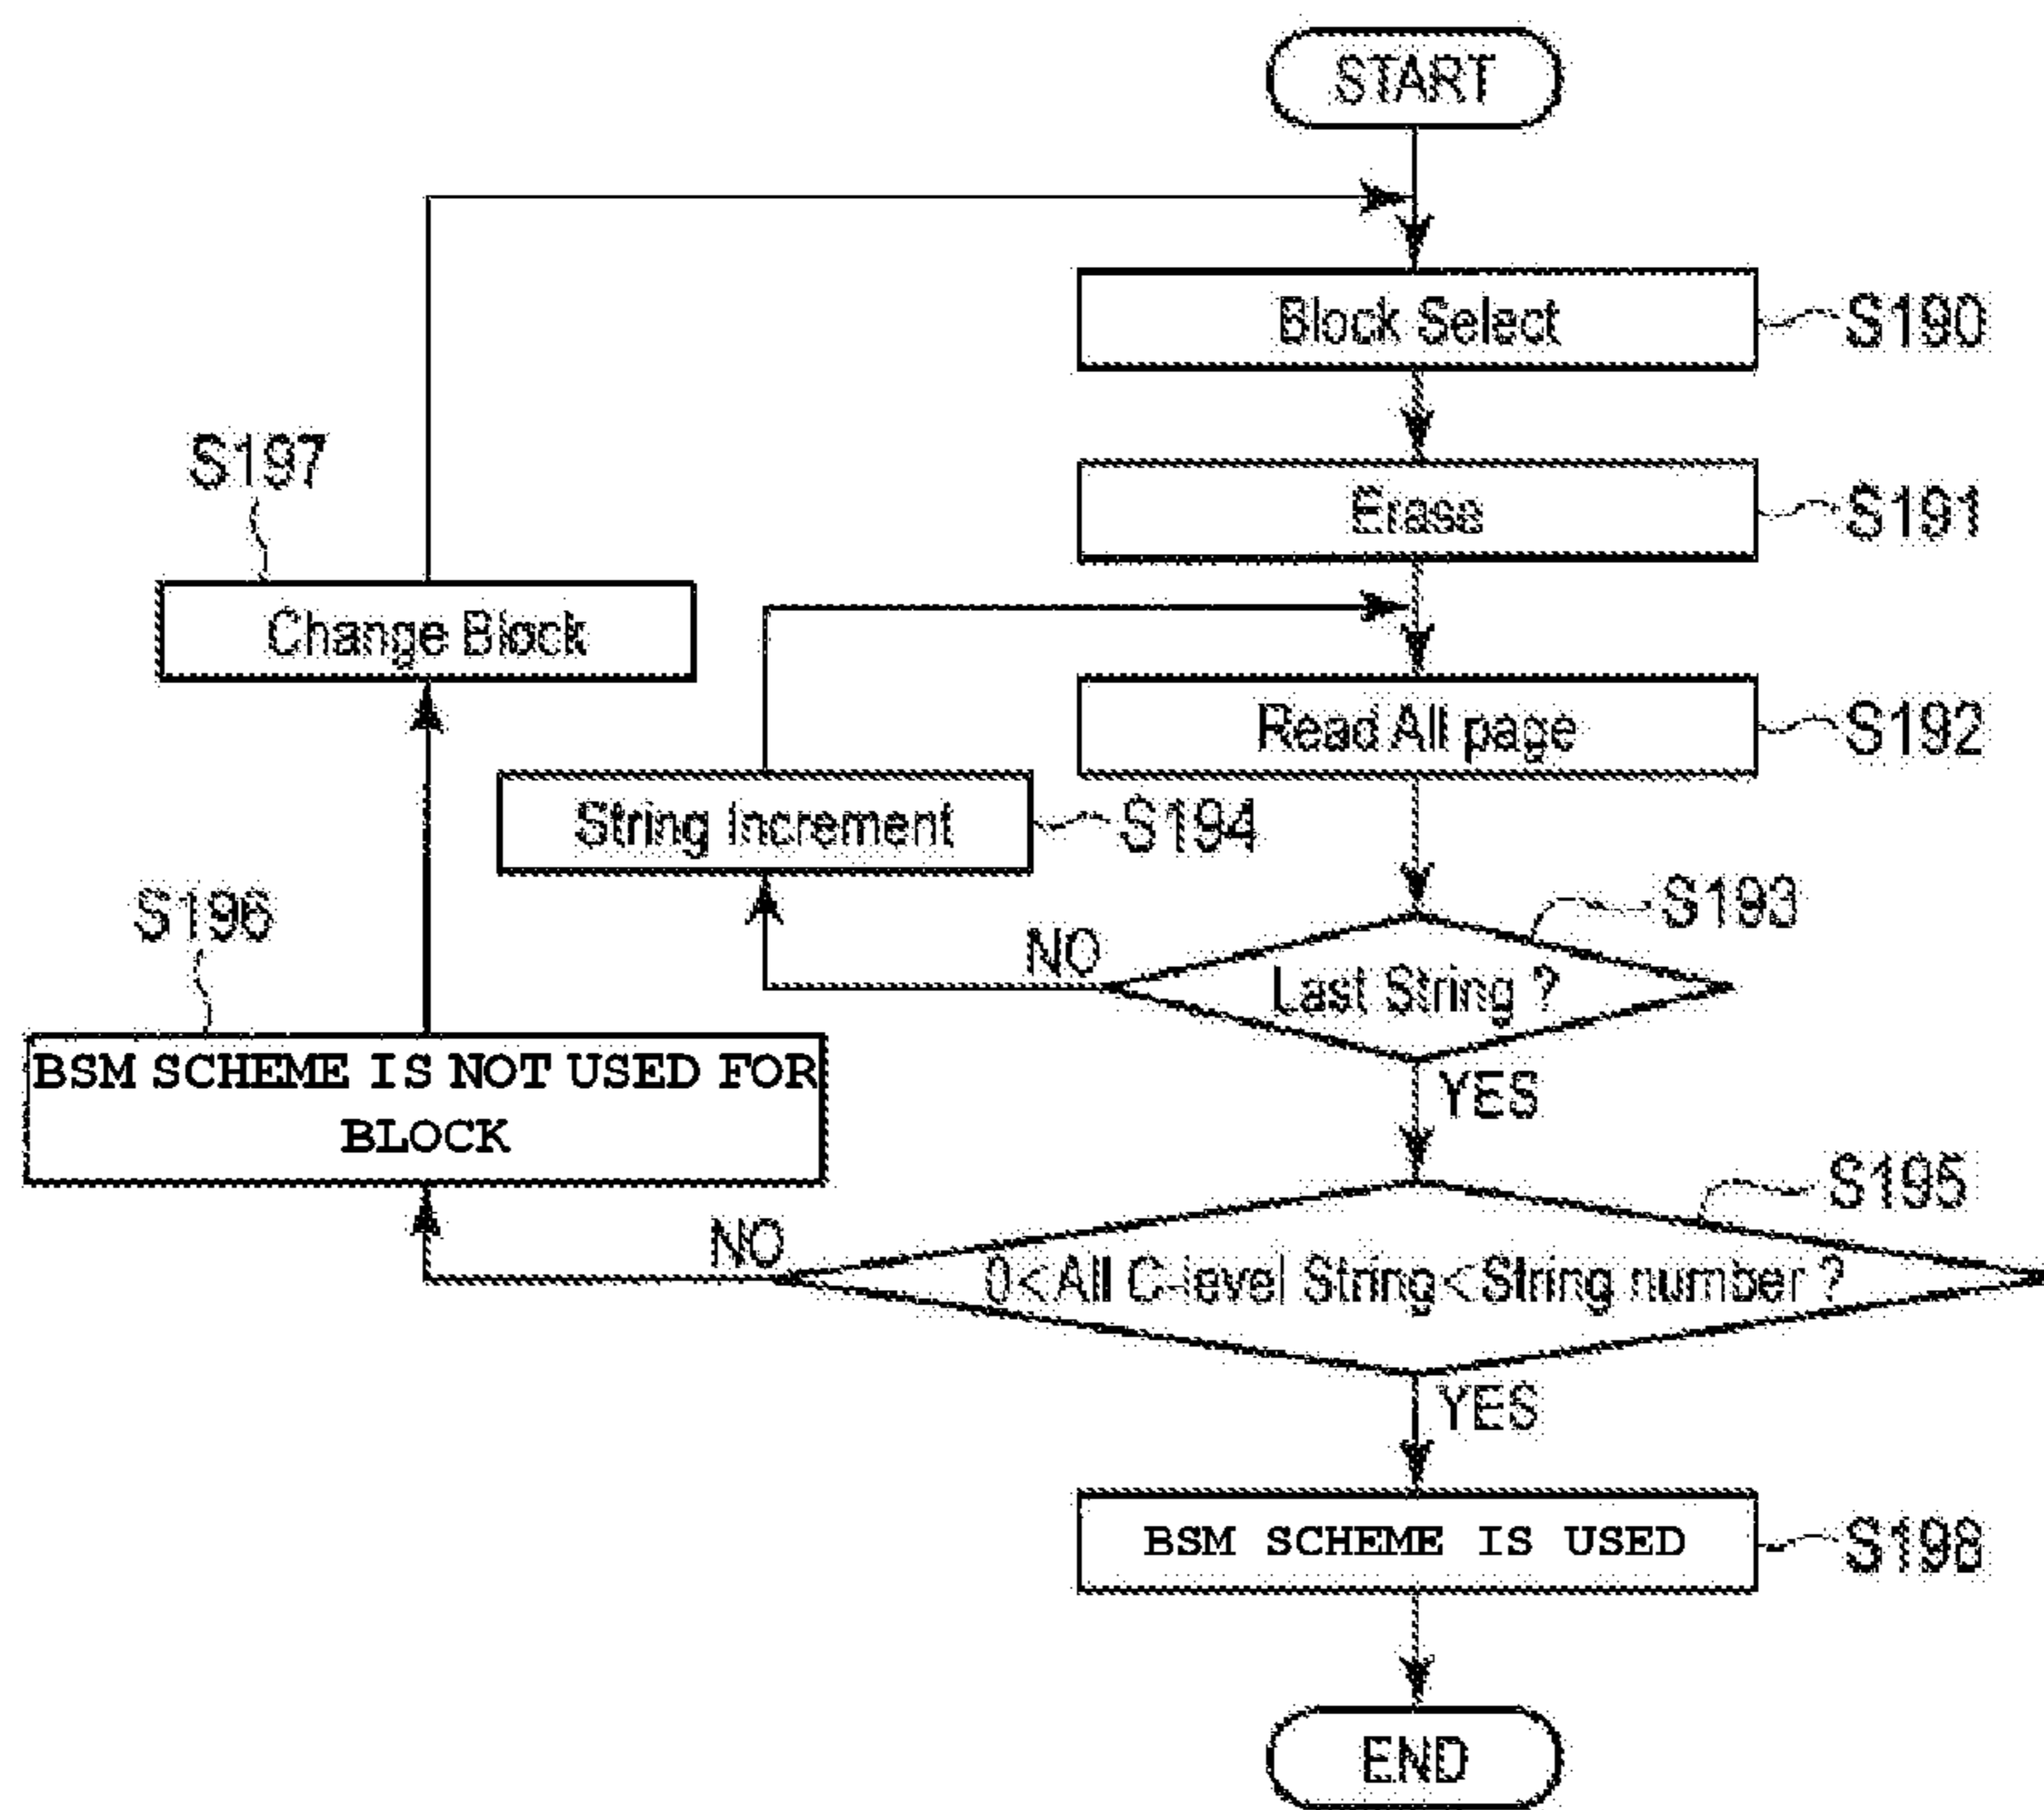 START
Block Select
S190
S197
Erase
S191
Change Block
Read All page
S192
String Increment
S194
S196
S193
NO
Last String ?
BSM SCHEME IS NOT USED FOR
BLOCK
YES
S195
NO
0<All C-level String<String number ?
YES
BSM SCHEME IS USED
S198
END